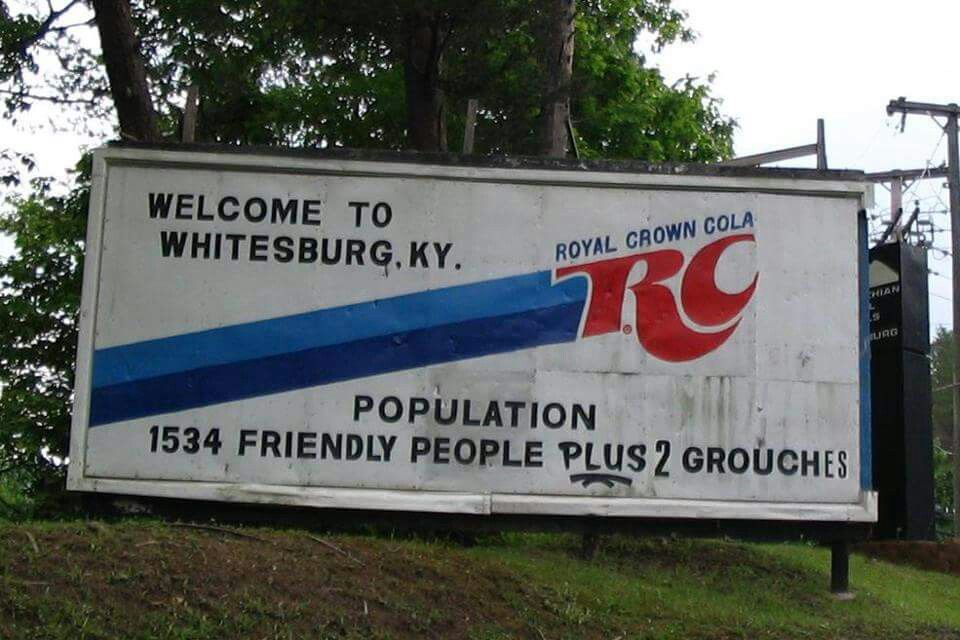 WELCOME TO
WHITESBURG, KY.
ROYAL CROWN COLA
RC
®
POPULATION
1534 FRIENDLY PEOPLE PLUS 2 GROUCHES